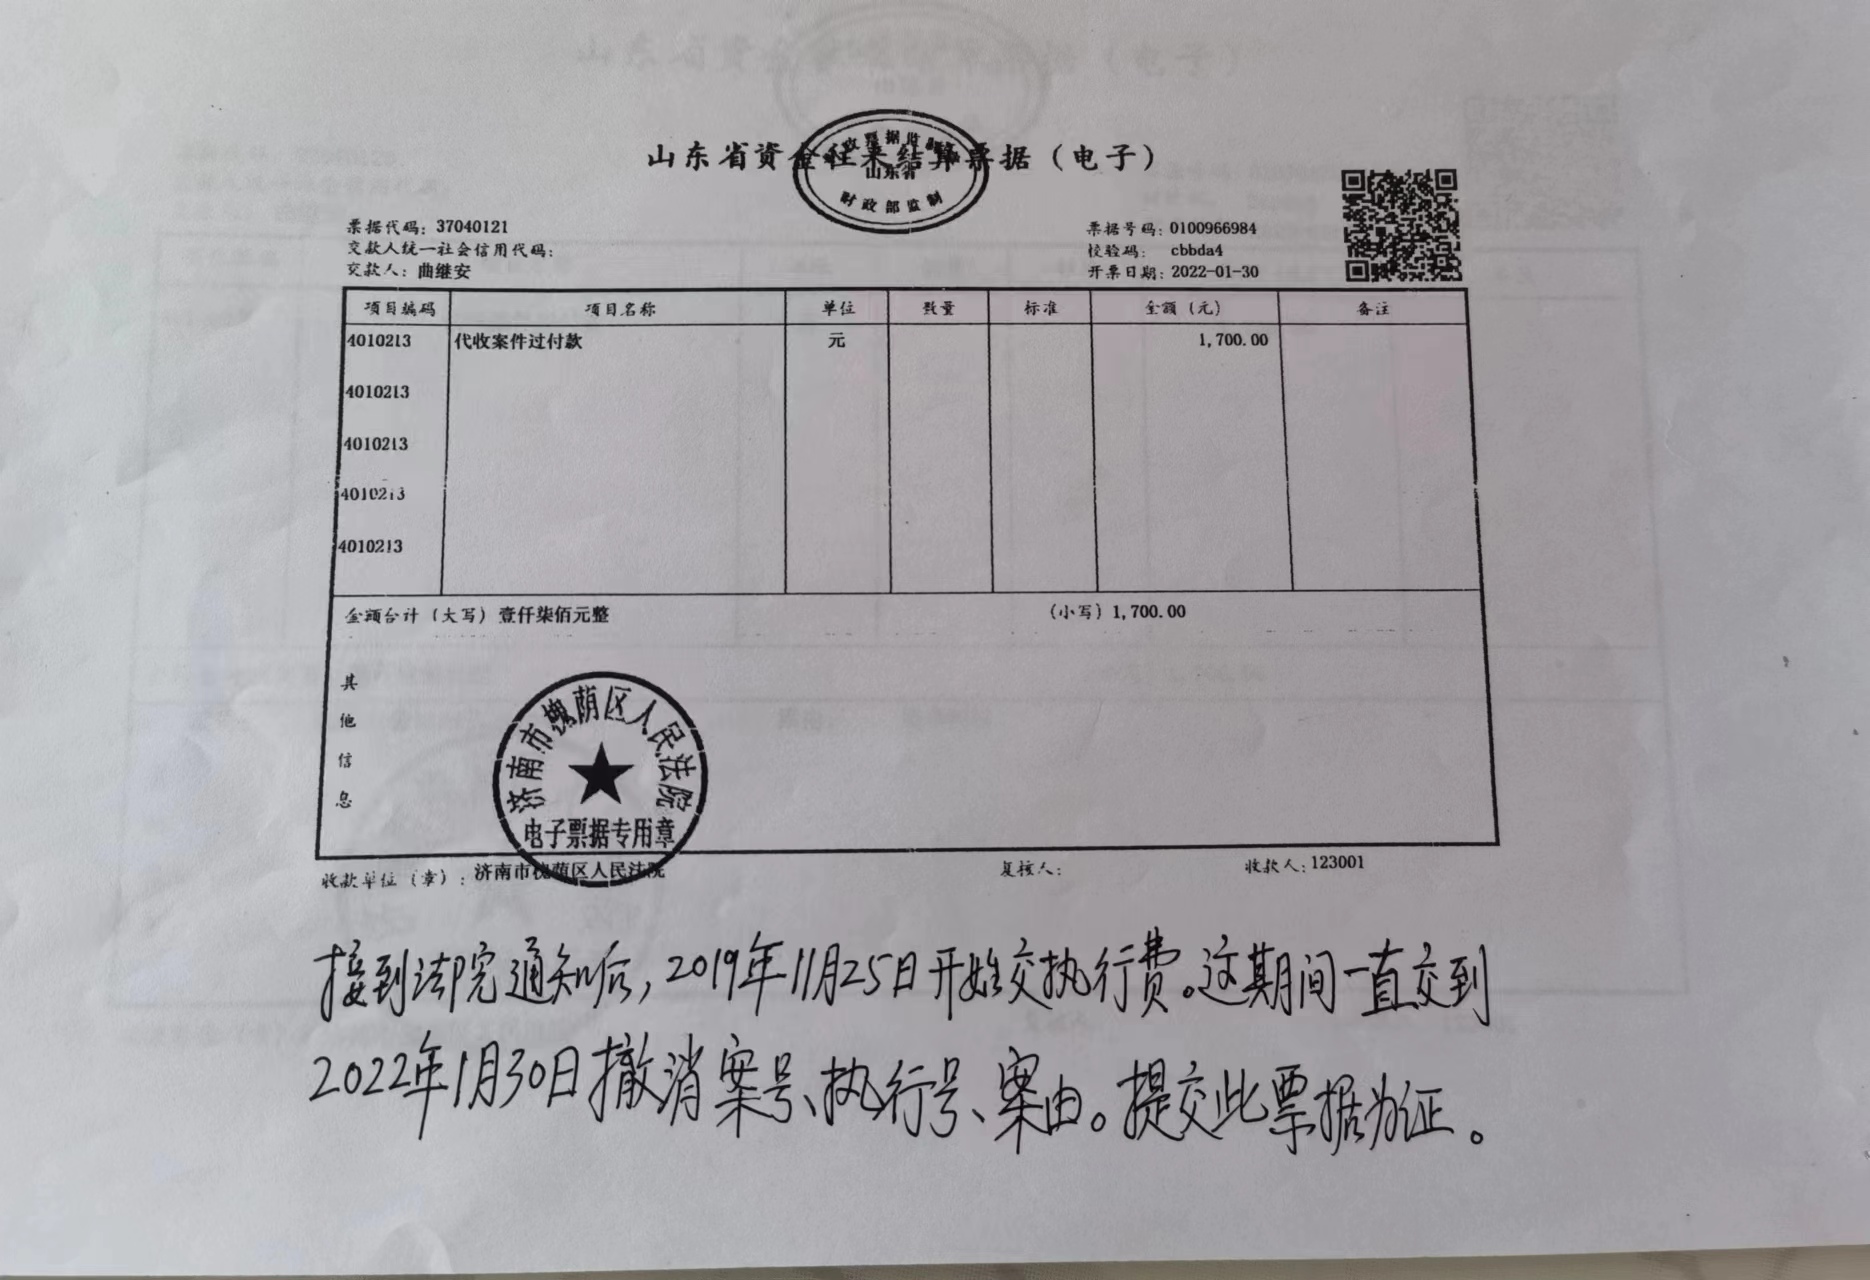 山东省资金往来结算票据（电子）
山东省
财政部监制
票据代码：37040121
交款人统一社会信用代码：
交款人：曲继安
票据号码：0100966984
校验码： cbbda4
开票日期：2022-01-30
项目编码 项目名称 单位 数量 标准 金额（元） 备注
4010213 代收案件过付款 元 1,700.00
4010213
4010213
4010213
4010213
金额合计（大写）壹仟柒佰元整 （小写）1,700.00
其他信息
济南市槐荫区人民法院
电子票据专用章
收款单位（章）：济南市槐荫区人民法院 复核人： 收款人：123001
接到法院通知后，2019年11月25日开始交执行费。这期间一直交到
2022年1月30日撤消案号、执行号、案由。提交此票据为证。